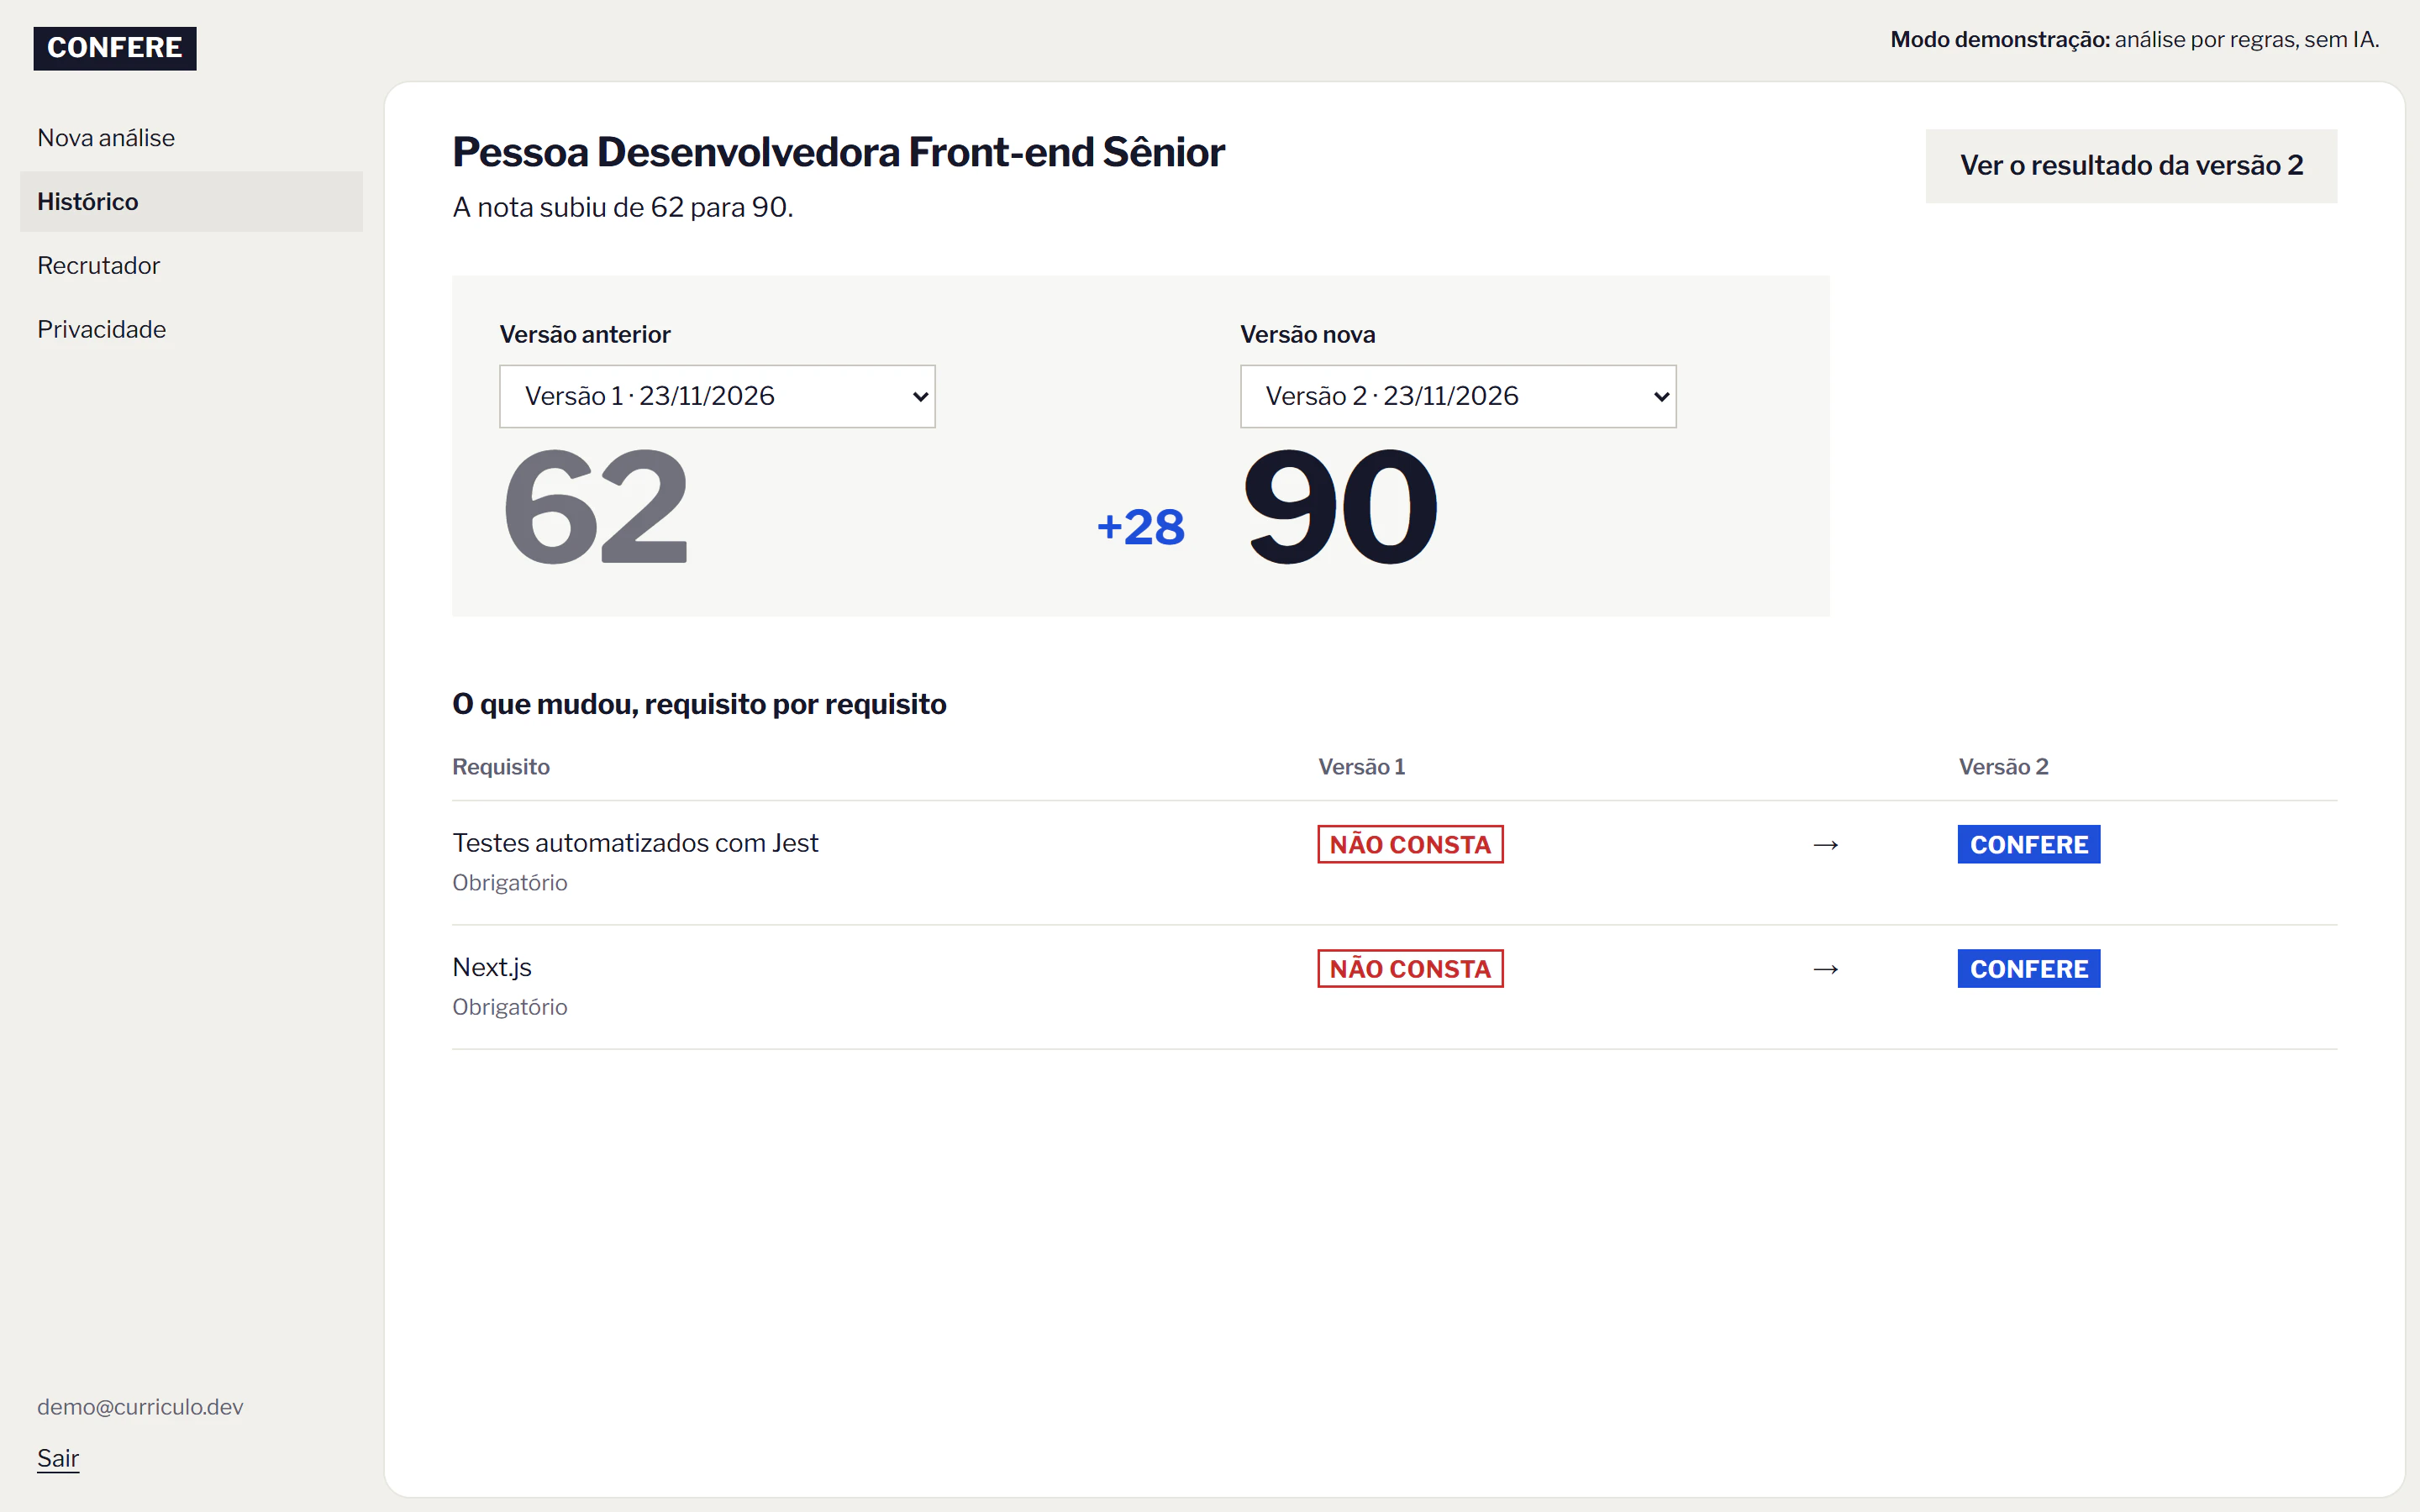 CONFERE
Modo demonstração: análise por regras, sem IA.
Nova análise
Histórico
Recrutador
Privacidade
Pessoa Desenvolvedora Front-end Sênior
A nota subiu de 62 para 90.
Ver o resultado da versão 2
Versão anterior
Versão 1 · 23/11/2026
62
+28
Versão nova
Versão 2 · 23/11/2026
90
O que mudou, requisito por requisito
Requisito Versão 1 Versão 2
Testes automatizados com Jest NÃO CONSTA → CONFERE
Obrigatório
Next.js NÃO CONSTA → CONFERE
Obrigatório
demo@curriculo.dev
Sair